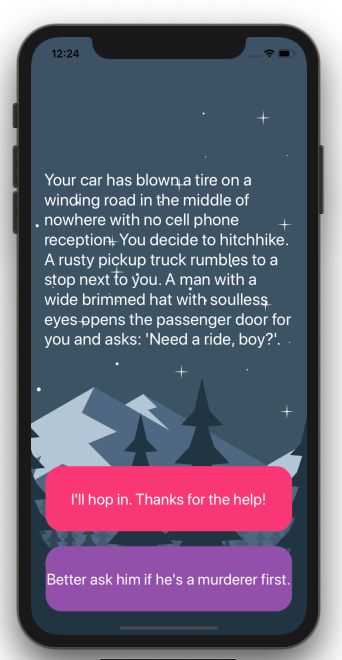 12:24
Your car has blown a tire on a
winding road in the middle of
nowhere with no cell phone
reception. You decide to hitchhike.
A rusty pickup truck rumbles to a
stop next to you. A man with a
wide brimmed hat with soulless
eyes opens the passenger door for
you and asks: 'Need a ride, boy?'.
I'll hop in. Thanks for the help!
Better ask him if he's a murderer first.